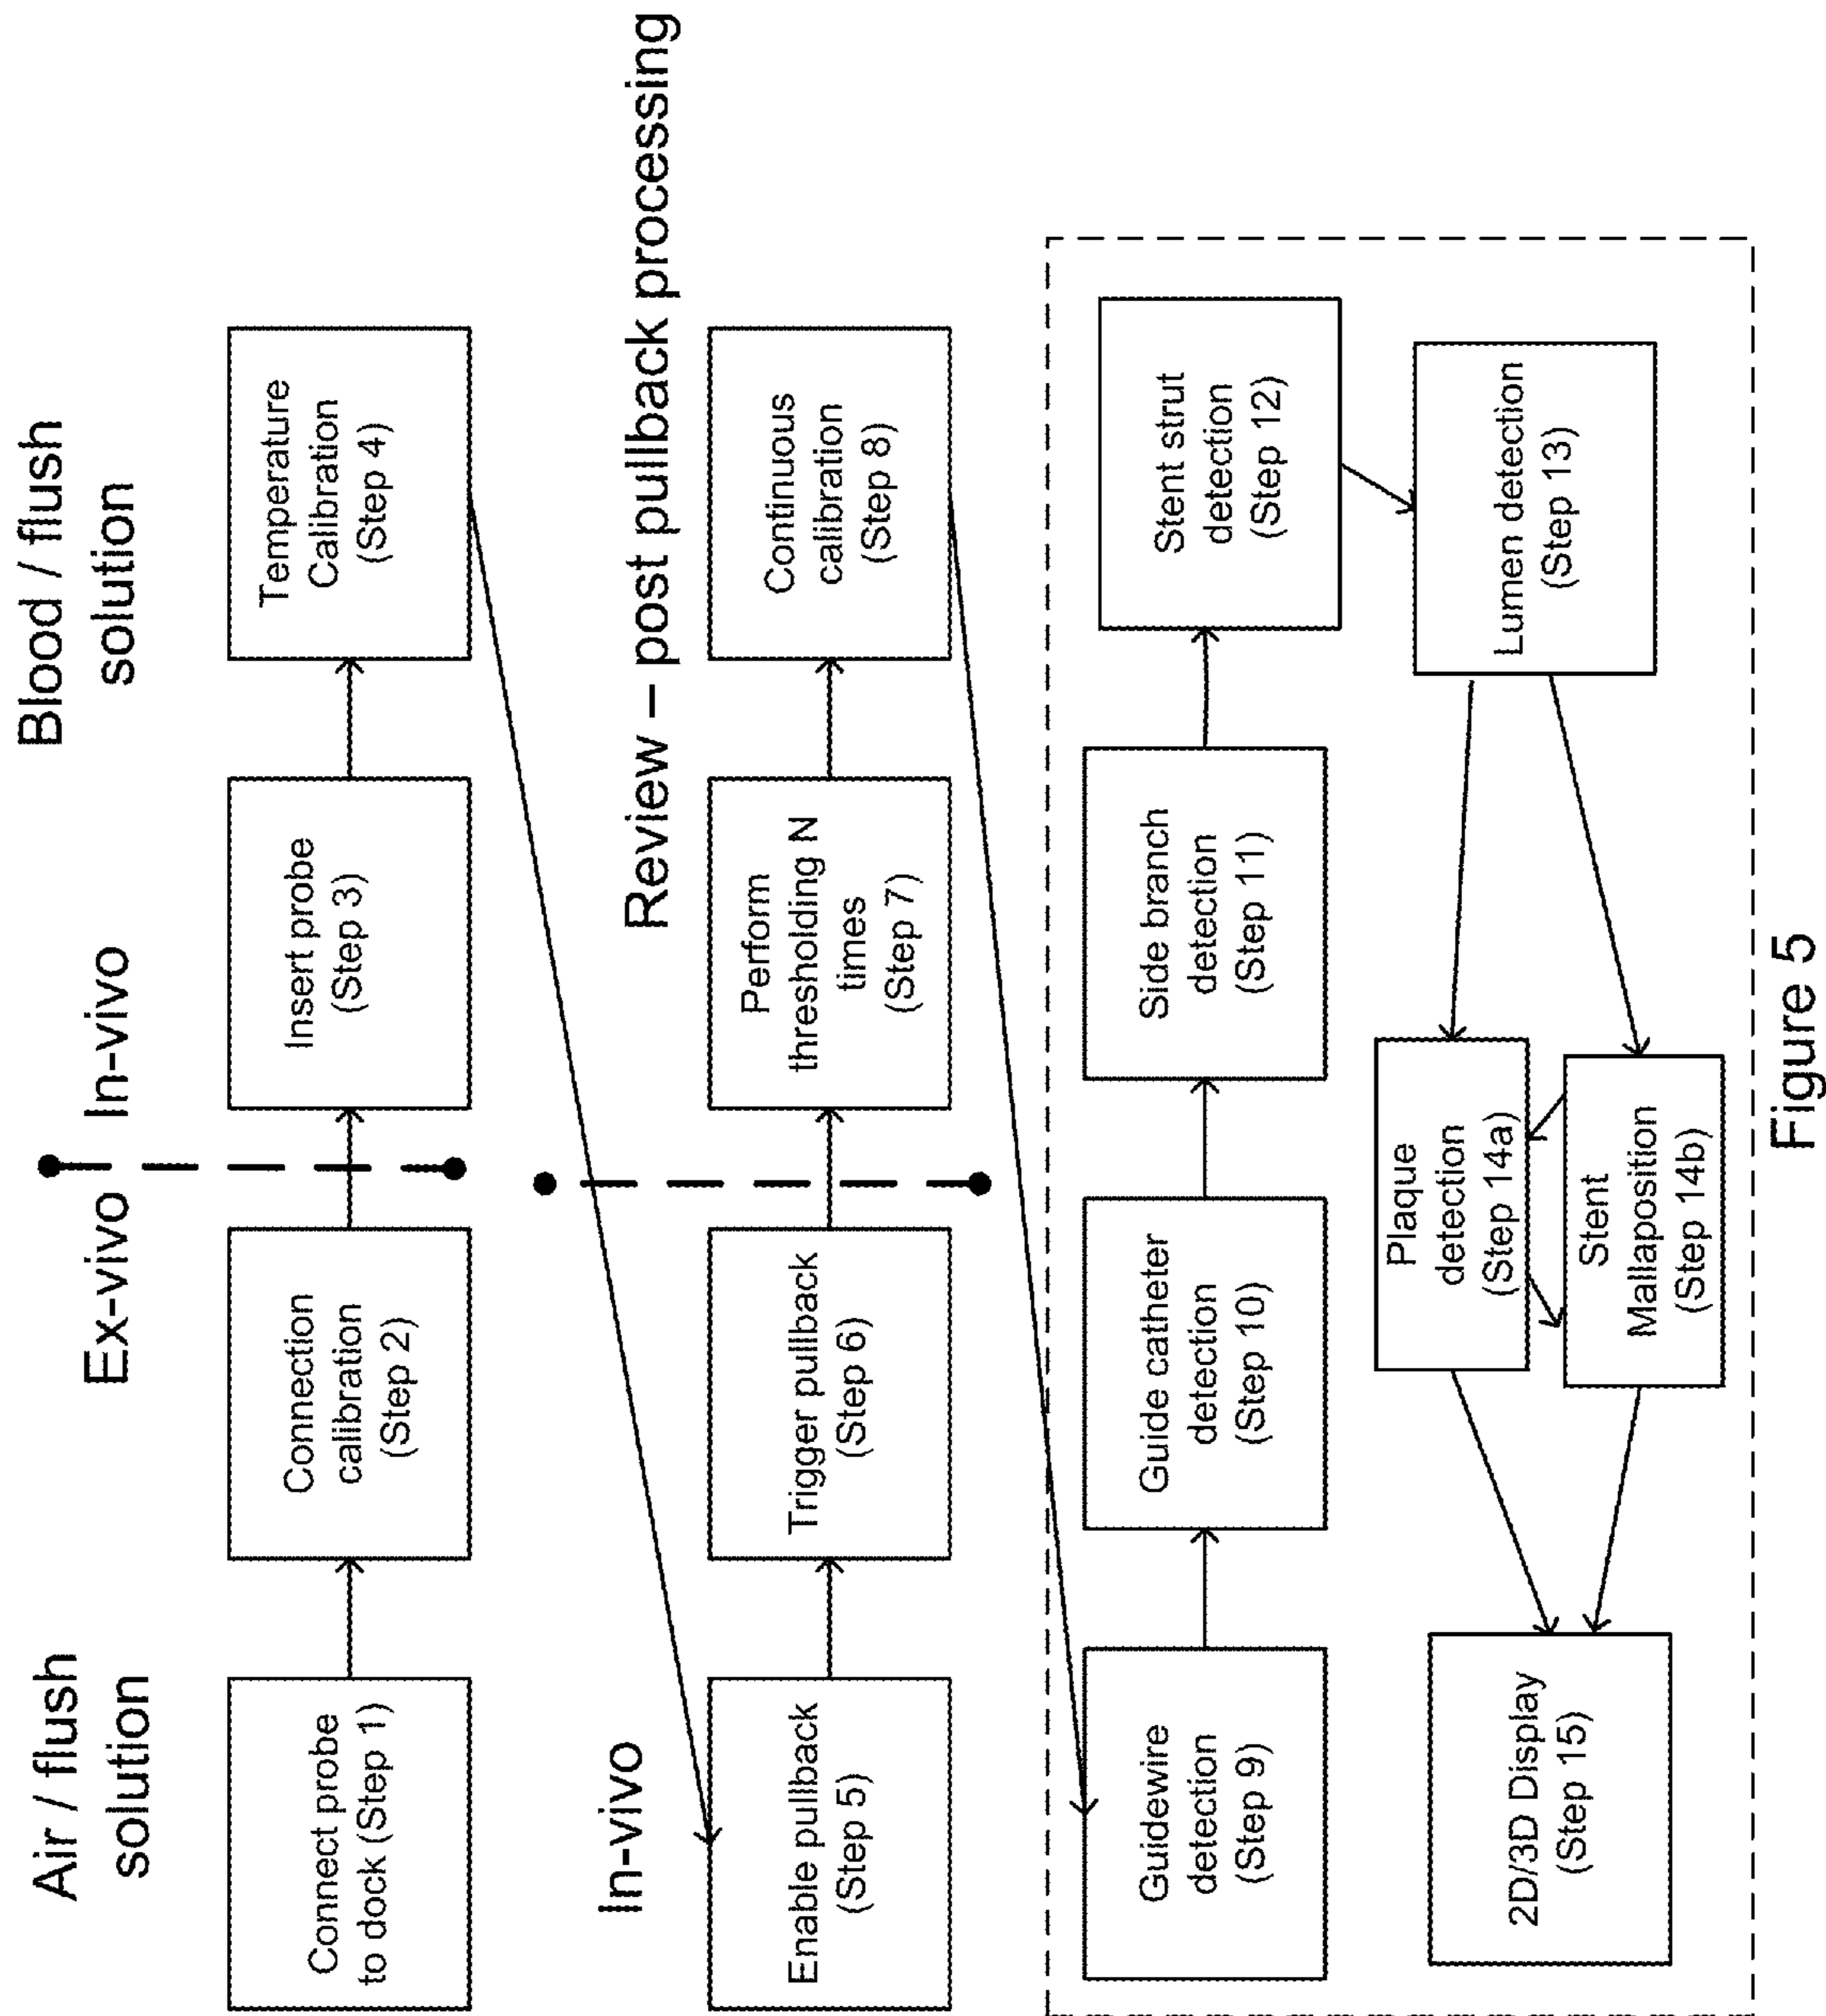 Air / flush
solution
Blood / flush
solution
Ex-vivo
In-vivo
Connect probe
to dock (Step 1)
Connection
calibration
(Step 2)
Insert probe
(Step 3)
Temperature
Calibration
(Step 4)
In-vivo
Review – post pullback processing
Enable pullback
(Step 5)
Trigger pullback
(Step 6)
Perform
thresholding N
times
(Step 7)
Continuous
calibration
(Step 8)
Guidewire
detection
(Step 9)
Guide catheter
detection
(Step 10)
Side branch
detection
(Step 11)
Stent strut
detection
(Step 12)
2D/3D Display
(Step 15)
Plaque
detection
(Step 14a)
Stent
Mallaposition
(Step 14b)
Lumen detection
(Step 13)
Figure 5